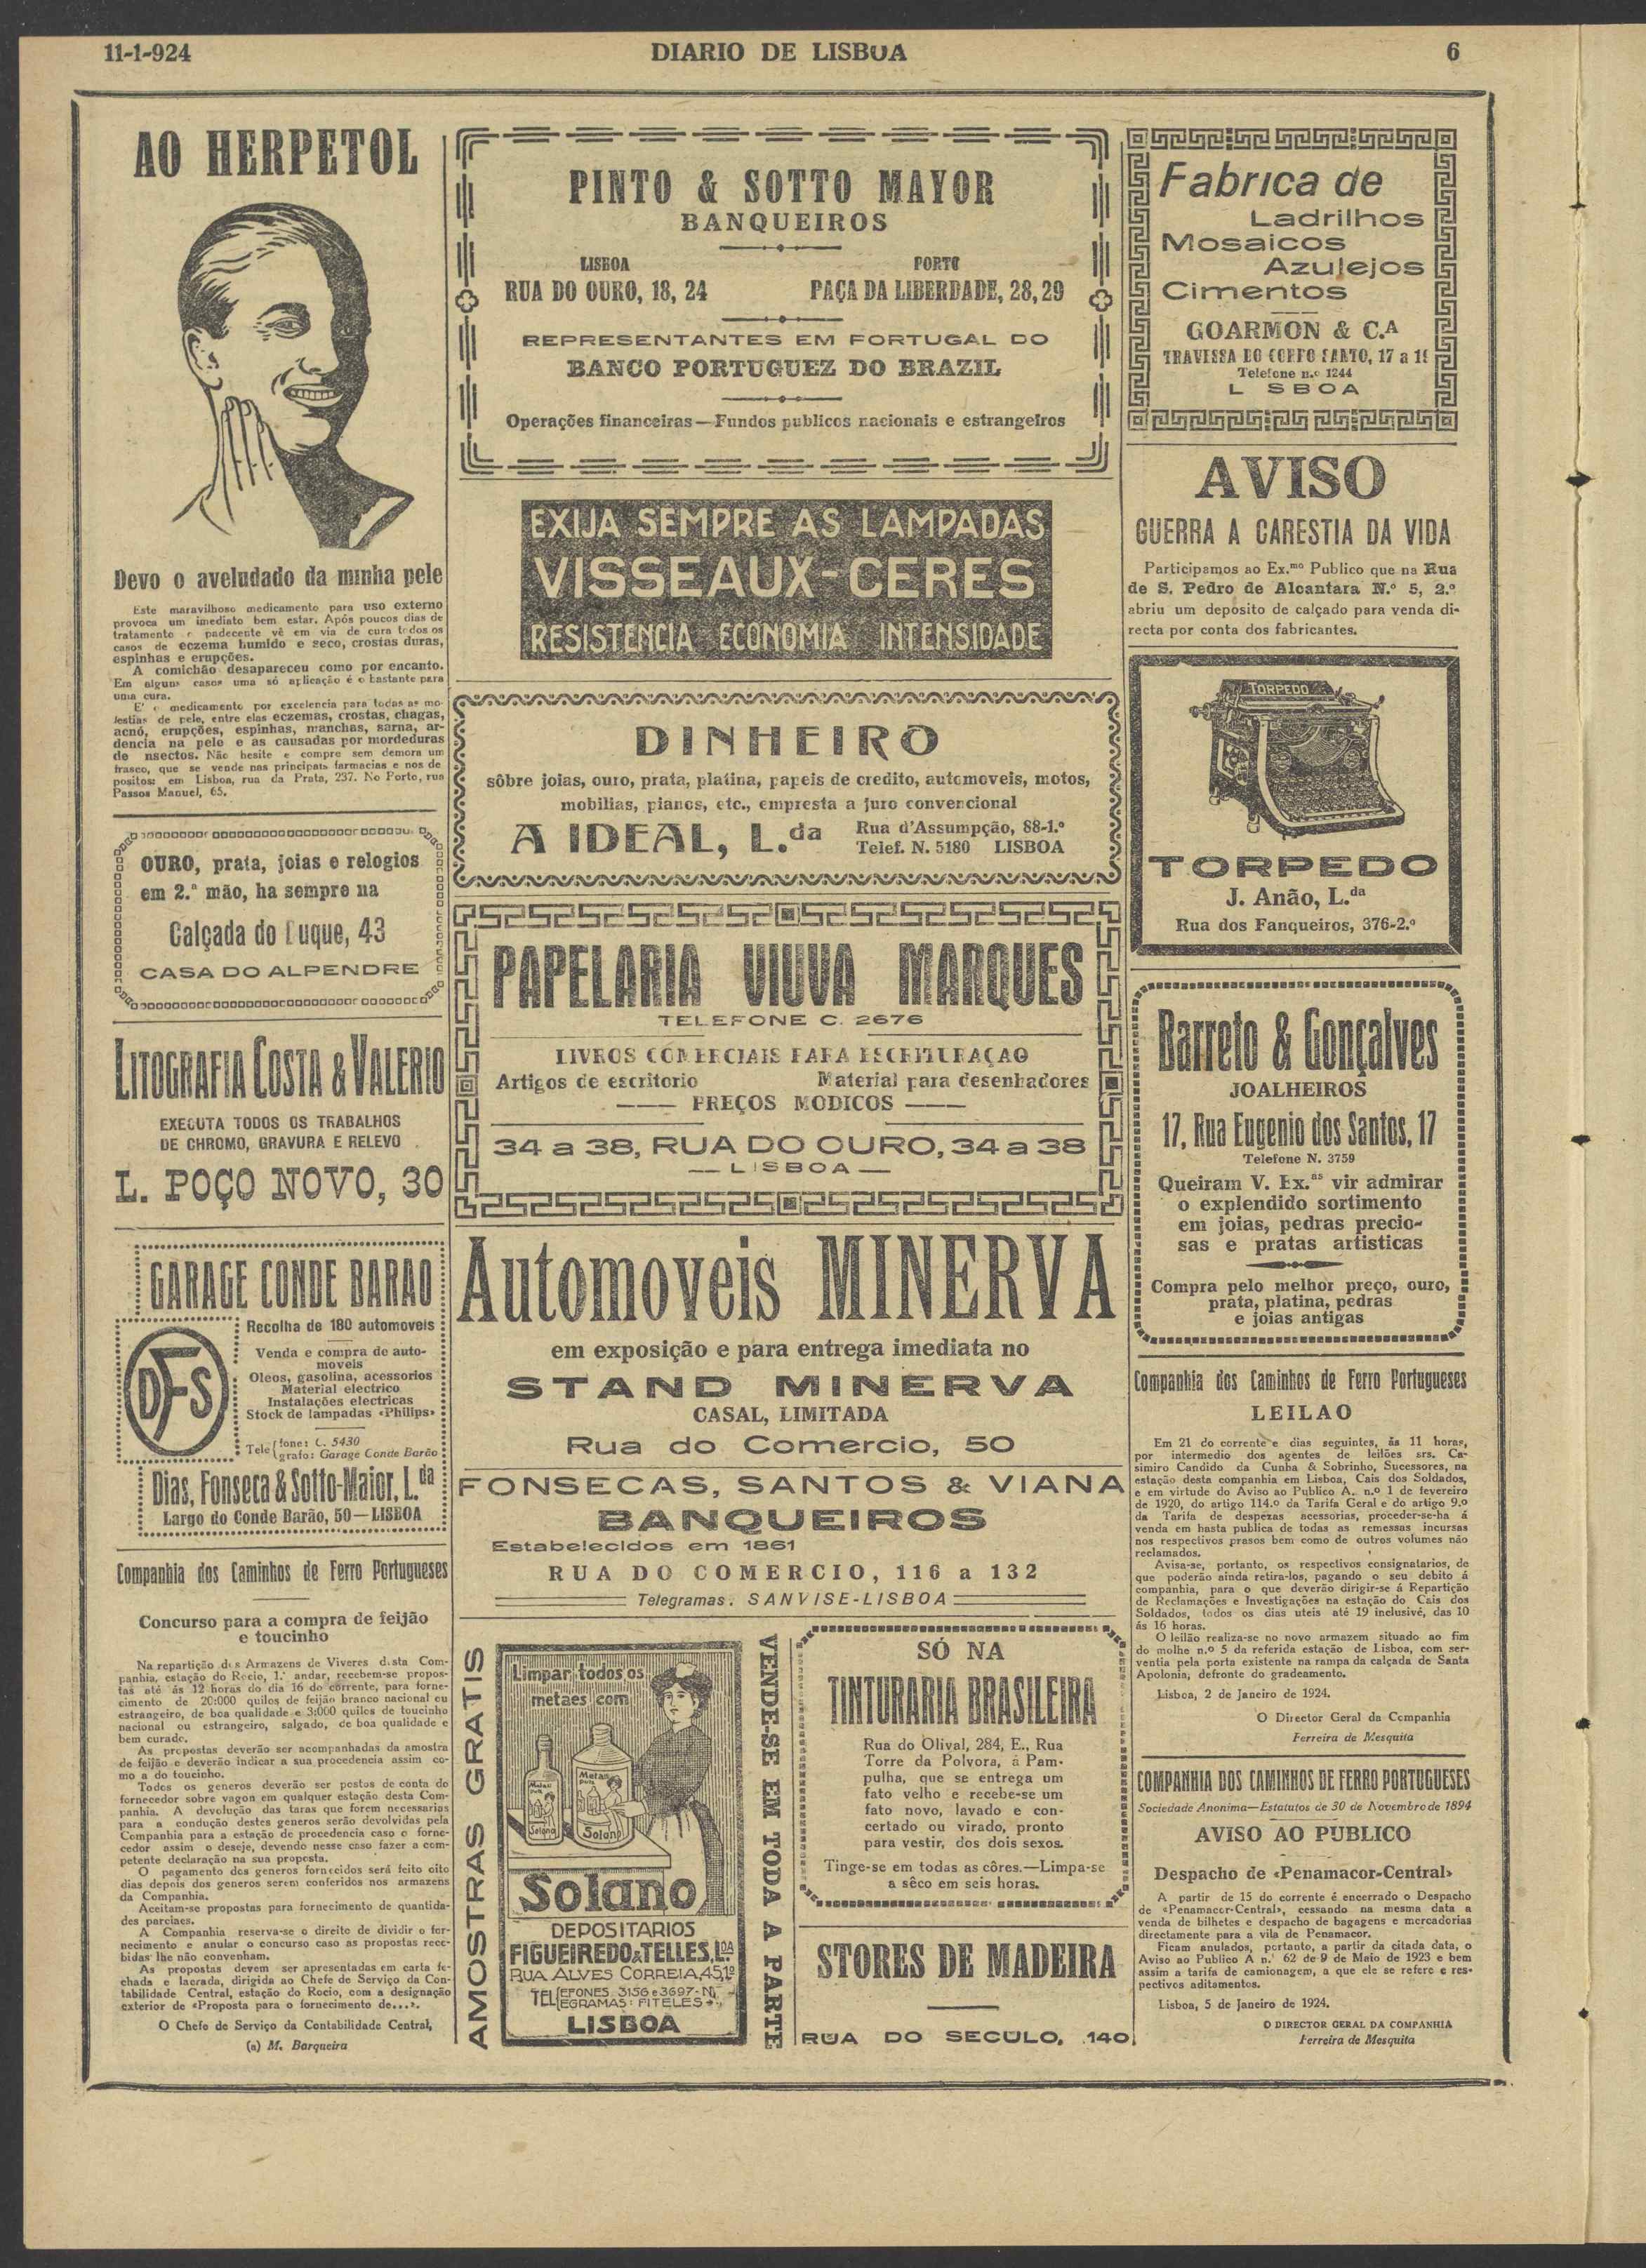 11-1-924
DIARIO DE LISBOA
6
AO HERPETOL
Devo o aveludado da minha pele
Este maravilhoso medicamento para uso externo
provoca um imediato bem estar. Após poucos dias de
tratamento o padecente vê em via de cura todos os
casos de eczema humido e seco, crostas duras,
espinhas e erupções.
A comichão desapareceu como por encanto.
Em alguns casos uma só aplicação é o bastante para
uma cura.
E' o medicamento por excelencia para todas as mo-
lestias de pele, entre elas eczemas, crostas, chagas,
acnó, erupções, espinhas, manchas, sarna, ar-
dencia na pele e as causadas por mordeduras
de nsectos. Não hesite e compre sem demora um
frasco, que se vende nas principais farmacias e nos de
positos: em Lisboa, rua da Prata, 237. No Porto, rua
Passos Manuel, 65.
OURO, prata, joias e relogios
em 2.ª mão, ha sempre na
Calçada do Duque, 43
CASA DO ALPENDRE
LITOGRAFIA COSTA & VALERIO
EXECUTA TODOS OS TRABALHOS
DE CHROMO, GRAVURA E RELEVO
L. POÇO NOVO, 30
GARAGE CONDE BARAO
DFS
Recolha de 180 automoveis
Venda e compra de auto-
moveis
Oleos, gasolina, acessorios
Material electrico
Instalações electricas
Stock de lampadas «Philips»
Tele { fone: C. 5430
grafo: Garage Conde Barão
Dias, Fonseca & Sotto-Maior, L.da
Largo do Conde Barão, 50—LISBOA
Companhia dos Caminhos de Ferro Portugueses
Concurso para a compra de feijão
e toucinho
Na repartição dos Armazens de Viveres desta Com-
panhia, estação do Rocio, 1.º andar, recebem-se propos-
tas até ás 12 horas do dia 16 do corrente, para forne-
cimento de 20:000 quilos de feijão branco nacional ou
estrangeiro, de boa qualidade e 3:000 quilos de toucinho
nacional ou estrangeiro, salgado, de boa qualidade e
bem curado.
As propostas deverão ser acompanhadas da amostra
de feijão e deverão indicar a sua procedencia assim co-
mo a do toucinho.
Todos os generos deverão ser postos de conta do
fornecedor sobre vagon em qualquer estação desta Com-
panhia. A devolução das taras que forem necessarias
para a condução destes generos serão devolvidas pela
Companhia para a estação de procedencia caso o forne-
cedor assim o deseje, devendo nesse caso fazer a com-
petente declaração na sua proposta.
O pagamento dos generos fornecidos será feito oito
dias depois dos generos serem conferidos nos armazens
da Companhia.
Aceitam-se propostas para fornecimento de quantida-
des parciaes.
A Companhia reserva-se o direito de dividir o for-
necimento e anular o concurso caso as propostas rece-
bidas lhe não convenham.
As propostas devem ser apresentadas em carta fe-
chada e lacrada, dirigida ao Chefe de Serviço da Con-
tabilidade Central, estação do Rocio, com a designação
exterior de «Proposta para o fornecimento de...».
O Chefe de Serviço da Contabilidade Central,
(a) M. Barqueira
PINTO & SOTTO MAYOR
BANQUEIROS
LISBOA
RUA DO OURO, 18, 24
PORTO
PAÇA DA LIBERDADE, 28, 29
REPRESENTANTES EM PORTUGAL DO
BANCO PORTUGUEZ DO BRAZIL
Operações financeiras—Fundos publicos nacionais e estrangeiros
EXIJA SEMPRE AS LAMPADAS
VISSEAUX-CERES
RESISTENCIA ECONOMIA INTENSIDADE
DINHEIRO
sôbre joias, ouro, prata, platina, papeis de credito, automoveis, motos,
mobilias, pianos, etc., empresta a juro convencional
A IDEAL, L.da
Rua d'Assumpção, 88-1.º
Telef. N. 5180 LISBOA
PAPELARIA VIUVA MARQUES
TELEFONE C. 2676
LIVROS COMERCIAIS PARA ESCRITURAÇAO
Artigos de escritorio
Material para desenhadores
PREÇOS MODICOS
34 a 38, RUA DO OURO, 34 a 38
LISBOA
Automoveis MINERVA
em exposição e para entrega imediata no
STAND MINERVA
CASAL, LIMITADA
Rua do Comercio, 50
FONSECAS, SANTOS & VIANA
BANQUEIROS
Estabelecidos em 1861
RUA DO COMERCIO, 116 a 132
Telegramas. SANVISE-LISBOA
AMOSTRAS GRATIS
Limpar todos os
metaes com
Solano
DEPOSITARIOS
FIGUEIREDO & TELLES, LDA
RUA ALVES CORREIA, 45, 1º
TEL{EFONES 3156 e 3697-N
EGRAMAS: FITELES
LISBOA
VENDE-SE EM TODA A PARTE
SÓ NA
TINTURARIA BRASILEIRA
Rua do Olival, 284, E., Rua
Torre da Polvora, á Pam-
pulha, que se entrega um
fato velho e recebe-se um
fato novo, lavado e con-
certado ou virado, pronto
para vestir, dos dois sexos.
Tinge-se em todas as côres.—Limpa-se
a sêco em seis horas.
STORES DE MADEIRA
RUA DO SECULO, 140
Fabrica de
Ladrilhos
Mosaicos
Azulejos
Cimentos
GOARMON & C.A
TRAVESSA DO CORPO SANTO, 17 a 19
Telefone n.º 1244
L SBOA
AVISO
GUERRA A CARESTIA DA VIDA
Participamos ao Ex.mo Publico que na Rua
de S. Pedro de Alcantara N.º 5, 2.º
abriu um deposito de calçado para venda di-
recta por conta dos fabricantes.
TORPEDO
TORPEDO
J. Anão, L.da
Rua dos Fanqueiros, 376-2.º
Barreto & Gonçalves
JOALHEIROS
17, Rua Eugenio dos Santos, 17
Telefone N. 3759
Queiram V. Ex.as vir admirar
o explendido sortimento
em joias, pedras precio-
sas e pratas artisticas
Compra pelo melhor preço, ouro,
prata, platina, pedras
e joias antigas
Companhia dos Caminhos de Ferro Portugueses
LEILAO
Em 21 do corrente e dias seguintes, ás 11 horas,
por intermedio dos agentes de leilões srs. Ca-
simiro Candido da Cunha & Sobrinho, Sucessores, na
estação desta companhia em Lisboa, Cais dos Soldados,
e em virtude do Aviso ao Publico A. n.º 1 de fevereiro
de 1920, do artigo 114.º da Tarifa Geral e do artigo 9.º
da Tarifa de despezas acessorias, proceder-se-ha á
venda em hasta publica de todas as remessas incursas
nos respectivos prasos bem como de outros volumes não
reclamados.
Avisa-se, portanto, os respectivos consignatarios, de
que poderão ainda retira-los, pagando o seu debito á
companhia, para o que deverão dirigir-se á Repartição
de Reclamações e Investigações na estação do Cais dos
Soldados, todos os dias uteis até 19 inclusivé, das 10
ás 16 horas.
O leilão realiza-se no novo armazem situado ao fim
do molhe n.º 5 da referida estação de Lisboa, com ser-
ventia pela porta existente na rampa da calçada de Santa
Apolonia, defronte do gradeamento.
Lisboa, 2 de Janeiro de 1924.
O Director Geral da Companhia
Ferreira de Mesquita
COMPANHIA DOS CAMINHOS DE FERRO PORTUGUESES
Sociedade Anonima—Estatutos de 30 de Novembro de 1894
AVISO AO PUBLICO
Despacho de «Penamacor-Central»
A partir de 15 do corrente é encerrado o Despacho
de «Penamacor-Central», cessando na mesma data a
venda de bilhetes e despacho de bagagens e mercadorias
directamente para a vila de Penamacor.
Ficam anulados, portanto, a partir da citada data, o
Aviso ao Publico A n.º 62 de 9 de Maio de 1923 e bem
assim a tarifa de camionagem, a que ele se refere e res-
pectivos aditamentos.
Lisboa, 5 de Janeiro de 1924.
O DIRECTOR GERAL DA COMPANHIA
Ferreira de Mesquita